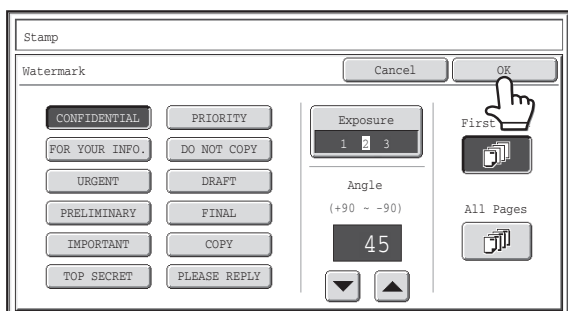 Stamp
Watermark
Cancel
OK
CONFIDENTIAL
PRIORITY
FOR YOUR INFO.
DO NOT COPY
URGENT
DRAFT
PRELIMINARY
FINAL
IMPORTANT
COPY
TOP SECRET
PLEASE REPLY
Exposure
1 2 3
Angle
(+90 ~ -90)
45
First
All Pages